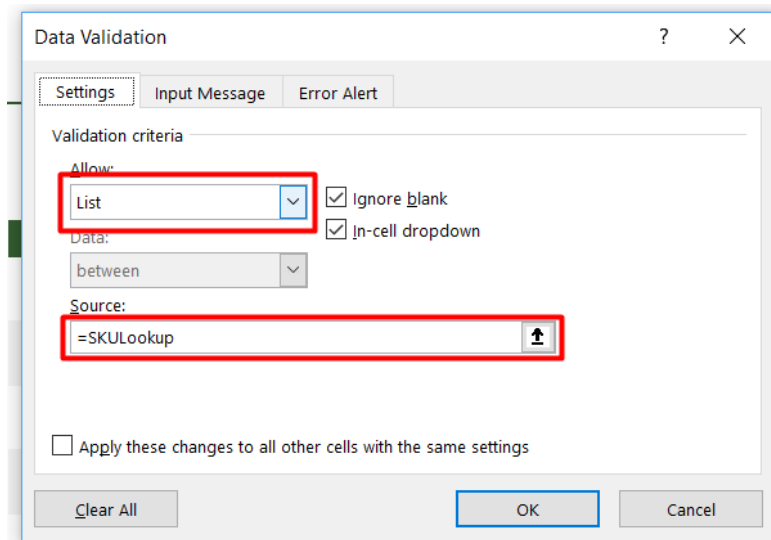 Data Validation ?
Settings Input Message Error Alert
Validation criteria
Allow:
List
Ignore blank
Data:
In-cell dropdown
between
Source:
=SKULookup
Apply these changes to all other cells with the same settings
Clear All OK Cancel